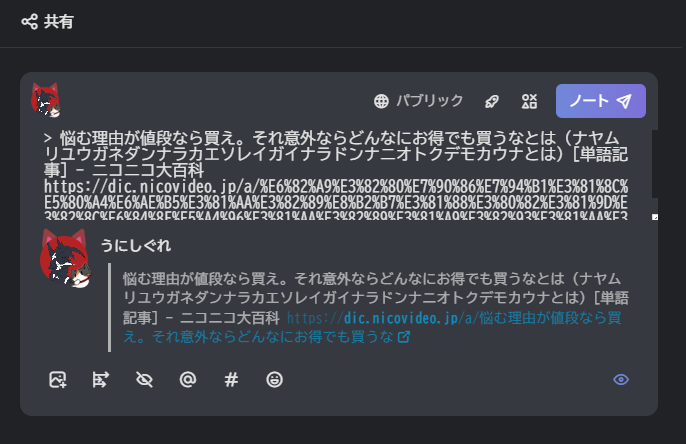 共有
パブリック
ノート
> 悩む理由が値段なら買え。それ意外ならどんなにお得でも買うなとは (ナヤム
リユウガネダンナラカエソレイガイナラドンナニオトクデモカウナとは) [単語記
事] - ニコニコ大百科
https://dic.nicovideo.jp/a/%E6%82%A9%E3%82%80%E7%90%86%E7%94%B1%E3%81%8C%
E5%80%A4%E6%AE%B5%E3%81%AA%E3%82%89%E8%B2%B7%E3%81%88%E3%80%82%E3%81%9D%E
3%82%8C%E6%84%8F%E5%A4%96%E3%81%AA%E3%82%89%E3%81%A9%E3%82%93%E3%81%AA%E3
うにしぐれ
悩む理由が値段なら買え。それ意外ならどんなにお得でも買うなとは (ナヤム
リユウガネダンナラカエソレイガイナラドンナニオトクデモカウナとは) [単語
記事] - ニコニコ大百科 https://dic.nicovideo.jp/a/悩む理由が値段なら買
え。それ意外ならどんなにお得でも買うな